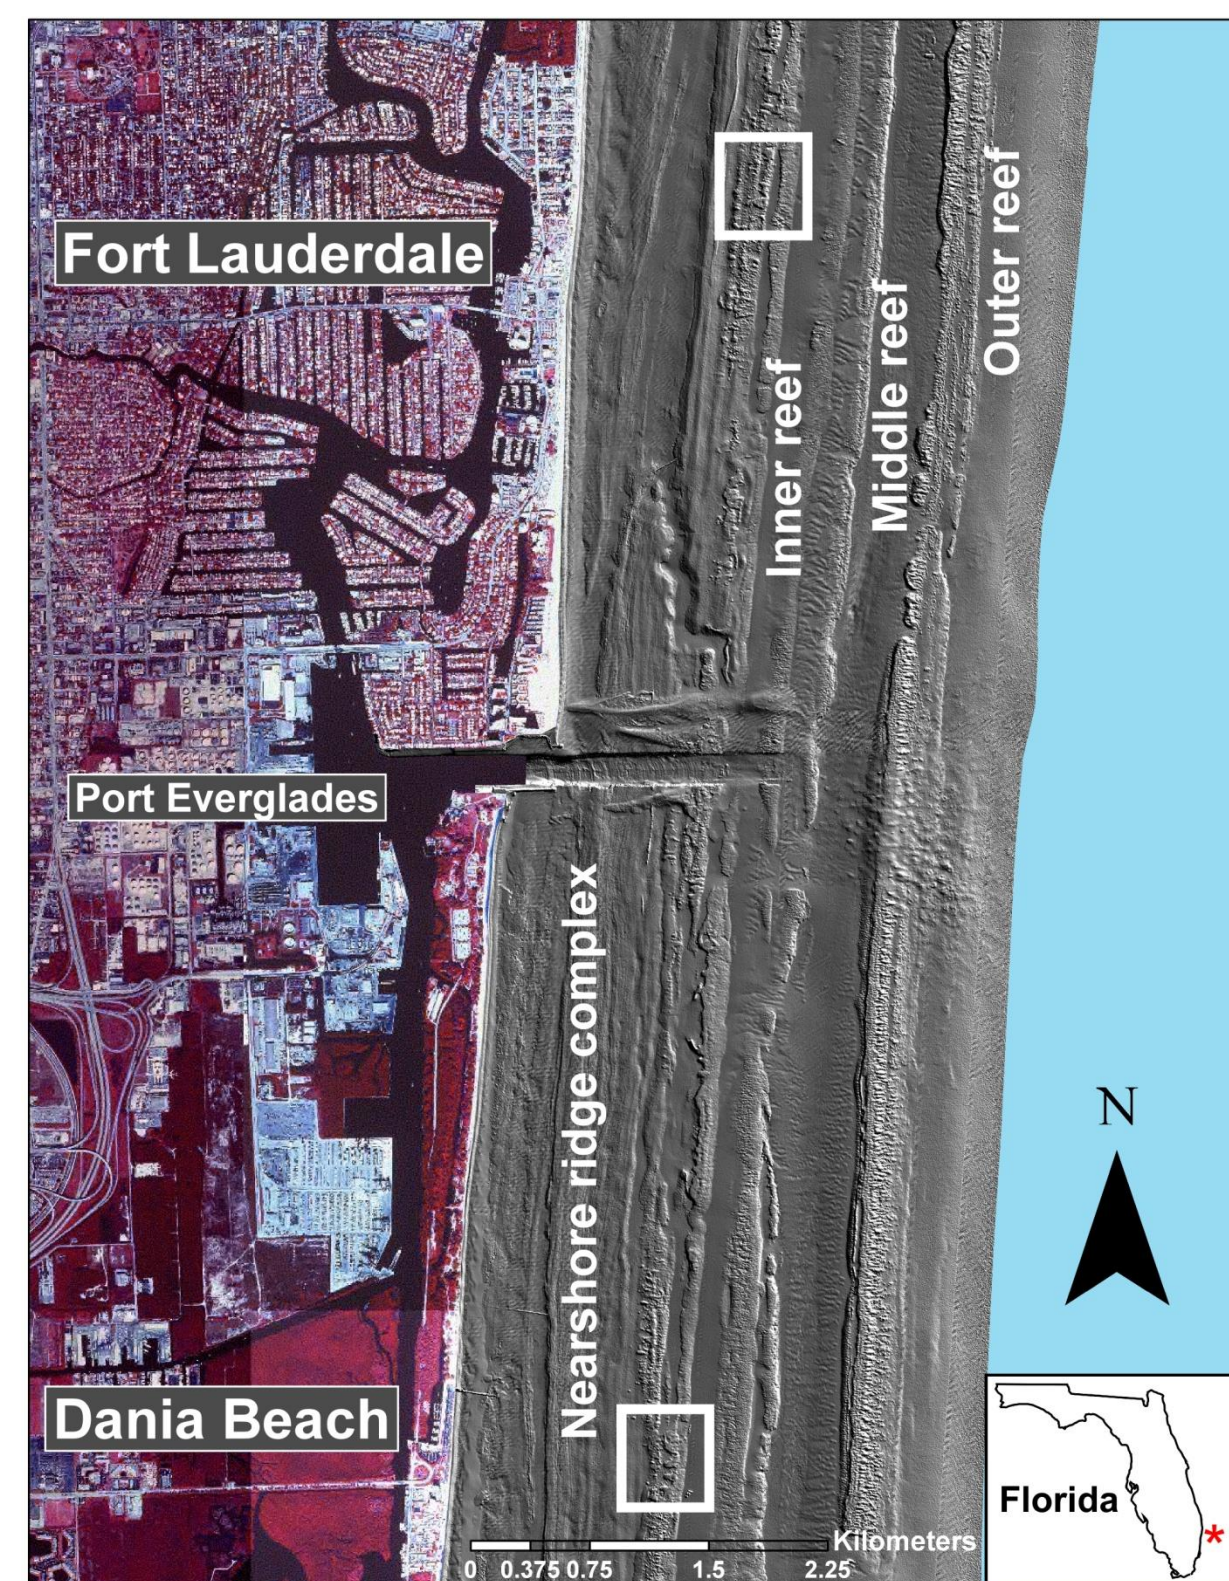 Fort Lauderdale
Outer reef
Middle reef
Inner reef
Port Everglades
Nearshore ridge complex
N
Dania Beach
Florida
*
Kilometers
0 0.375 0.75 1.5 2.25